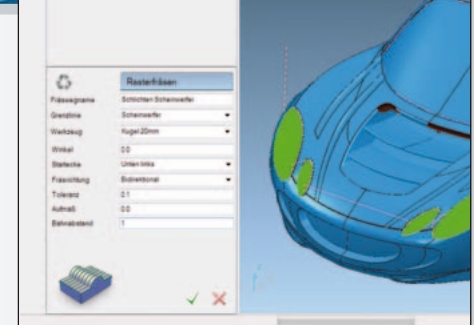 Rasterfräsen
Fräswegname Schlichten Scheinwerfer
Grenzlinie Scheinwerfer
Werkzeug Kugel 20mm
Winkel 0.0
Startecke Unten links
Fräsrichtung Bidirektional
Toleranz 0.1
Aufmaß 0.0
Bahnabstand 1